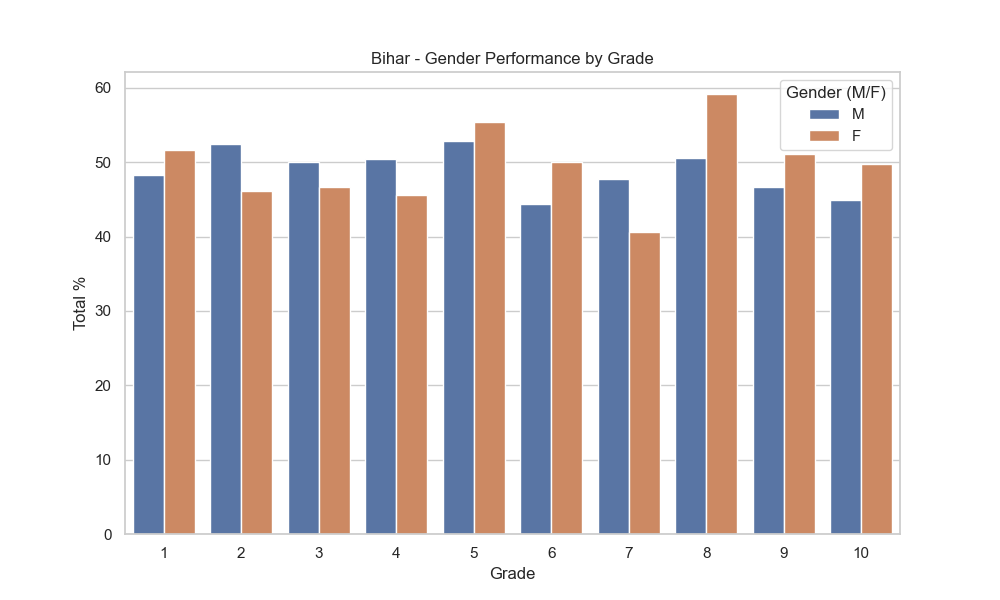 Bihar - Gender Performance by Grade
Gender (M/F)
M
F
60
50
40
30
20
10
0
Total %
1 2 3 4 5 6 7 8 9 10
Grade